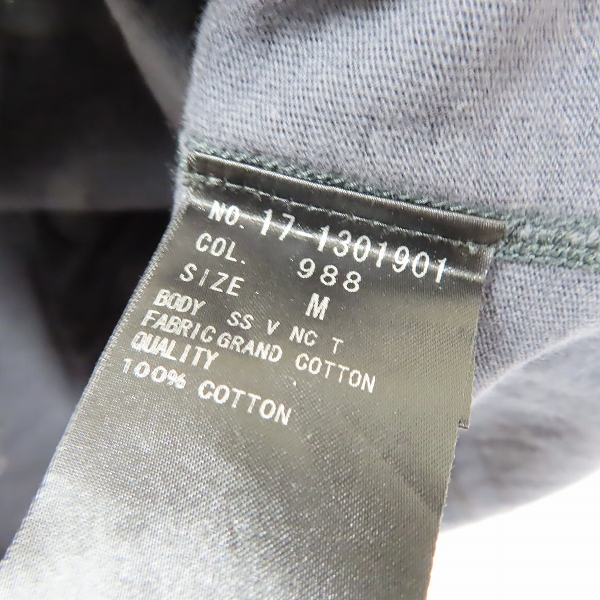 NO. 17-1301901
COL. 988
SIZE M
BODY SS V NC T
FABRIC GRAND COTTON
QUALITY
100% COTTON